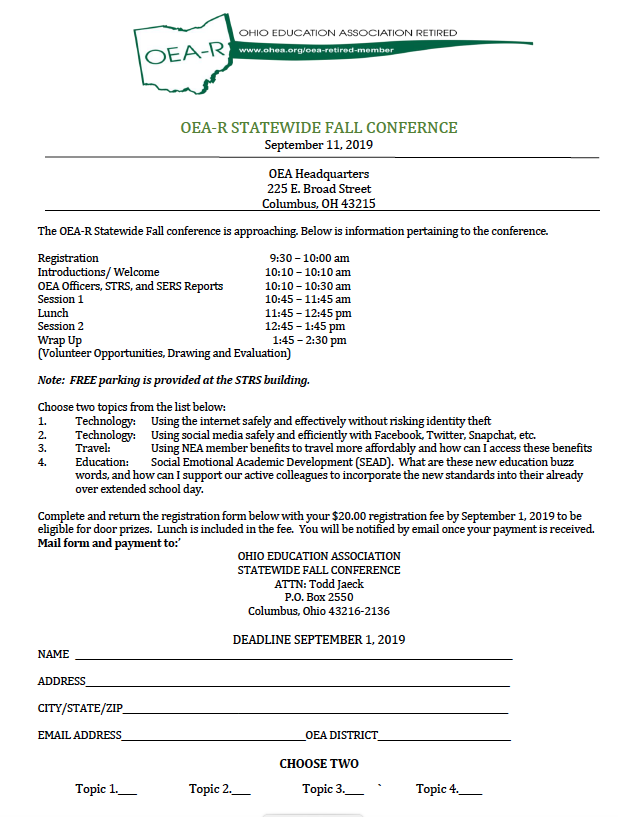 OHIO EDUCATION ASSOCIATION RETIRED
OEA-R
www.ohea.org/oea-retired-member
OEA-R STATEWIDE FALL CONFERNCE
September 11, 2019
OEA Headquarters
225 E. Broad Street
Columbus, OH 43215
The OEA-R Statewide Fall conference is approaching. Below is information pertaining to the conference.
Registration 9:30 – 10:00 am
Introductions/ Welcome 10:10 – 10:10 am
OEA Officers, STRS, and SERS Reports 10:10 – 10:30 am
Session 1 10:45 – 11:45 am
Lunch 11:45 – 12:45 pm
Session 2 12:45 – 1:45 pm
Wrap Up 1:45 – 2:30 pm
(Volunteer Opportunities, Drawing and Evaluation)
Note: FREE parking is provided at the STRS building.
Choose two topics from the list below:
1. Technology: Using the internet safely and effectively without risking identity theft
2. Technology: Using social media safely and efficiently with Facebook, Twitter, Snapchat, etc.
3. Travel: Using NEA member benefits to travel more affordably and how can I access these benefits
4. Education: Social Emotional Academic Development (SEAD). What are these new education buzz
words, and how can I support our active colleagues to incorporate the new standards into their already
over extended school day.
Complete and return the registration form below with your $20.00 registration fee by September 1, 2019 to be
eligible for door prizes. Lunch is included in the fee. You will be notified by email once your payment is received.
Mail form and payment to:'
OHIO EDUCATION ASSOCIATION
STATEWIDE FALL CONFERENCE
ATTN: Todd Jaeck
P.O. Box 2550
Columbus, Ohio 43216-2136
DEADLINE SEPTEMBER 1, 2019
NAME
ADDRESS
CITY/STATE/ZIP
EMAIL ADDRESS OEA DISTRICT
CHOOSE TWO
Topic 1.___ Topic 2.___ Topic 3.___ ` Topic 4.____